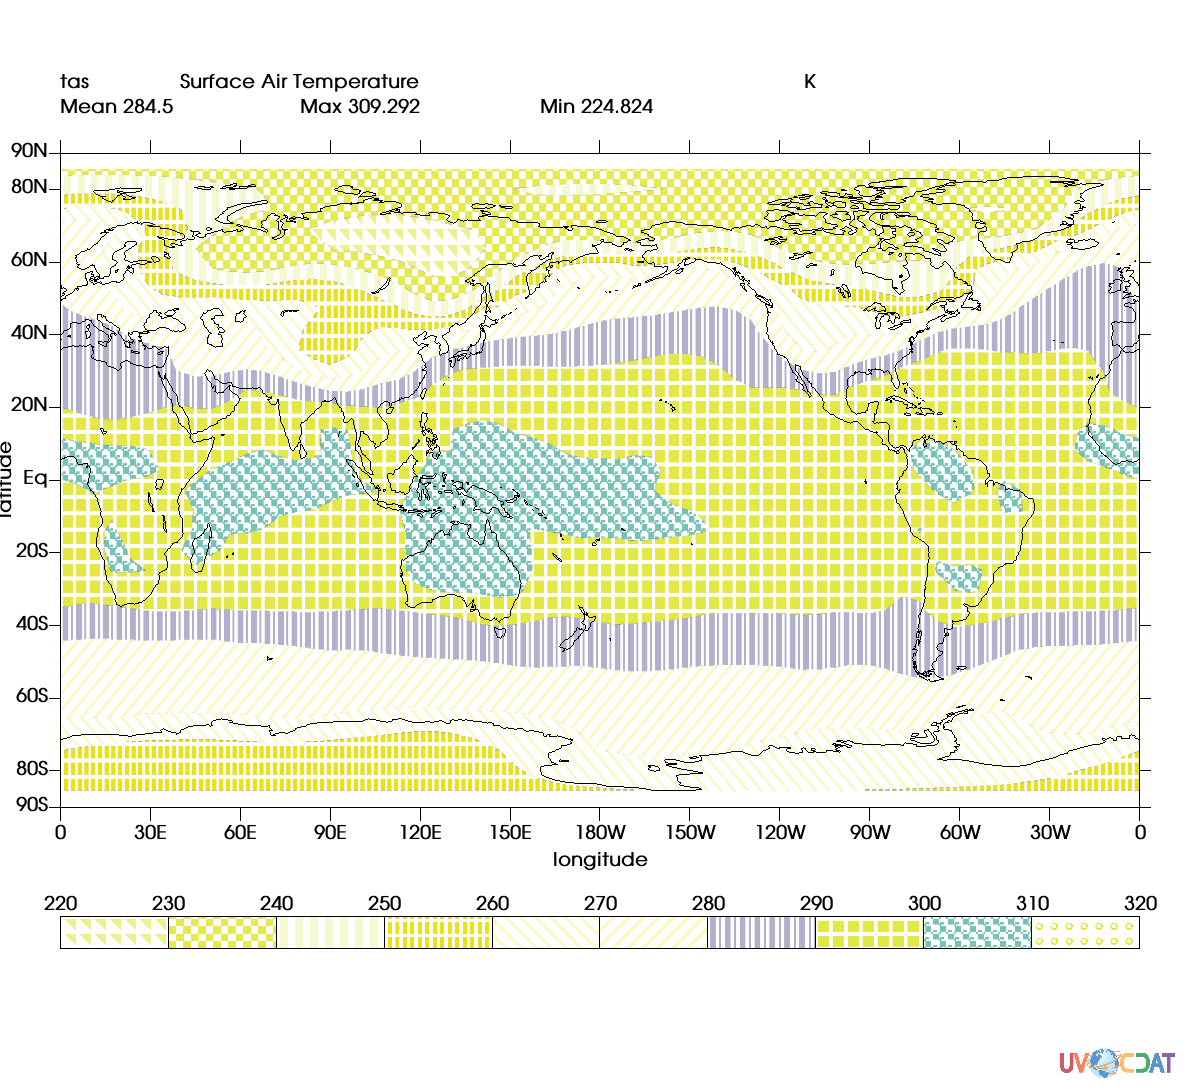 tas Surface Air Temperature K
Mean 284.5 Max 309.292 Min 224.824
90N
80N
60N
40N
20N
Eq
20S
40S
60S
80S
90S
latitude
0 30E 60E 90E 120E 150E 180W 150W 120W 90W 60W 30W 0
longitude
220 230 240 250 260 270 280 290 300 310 320
UV CDAT